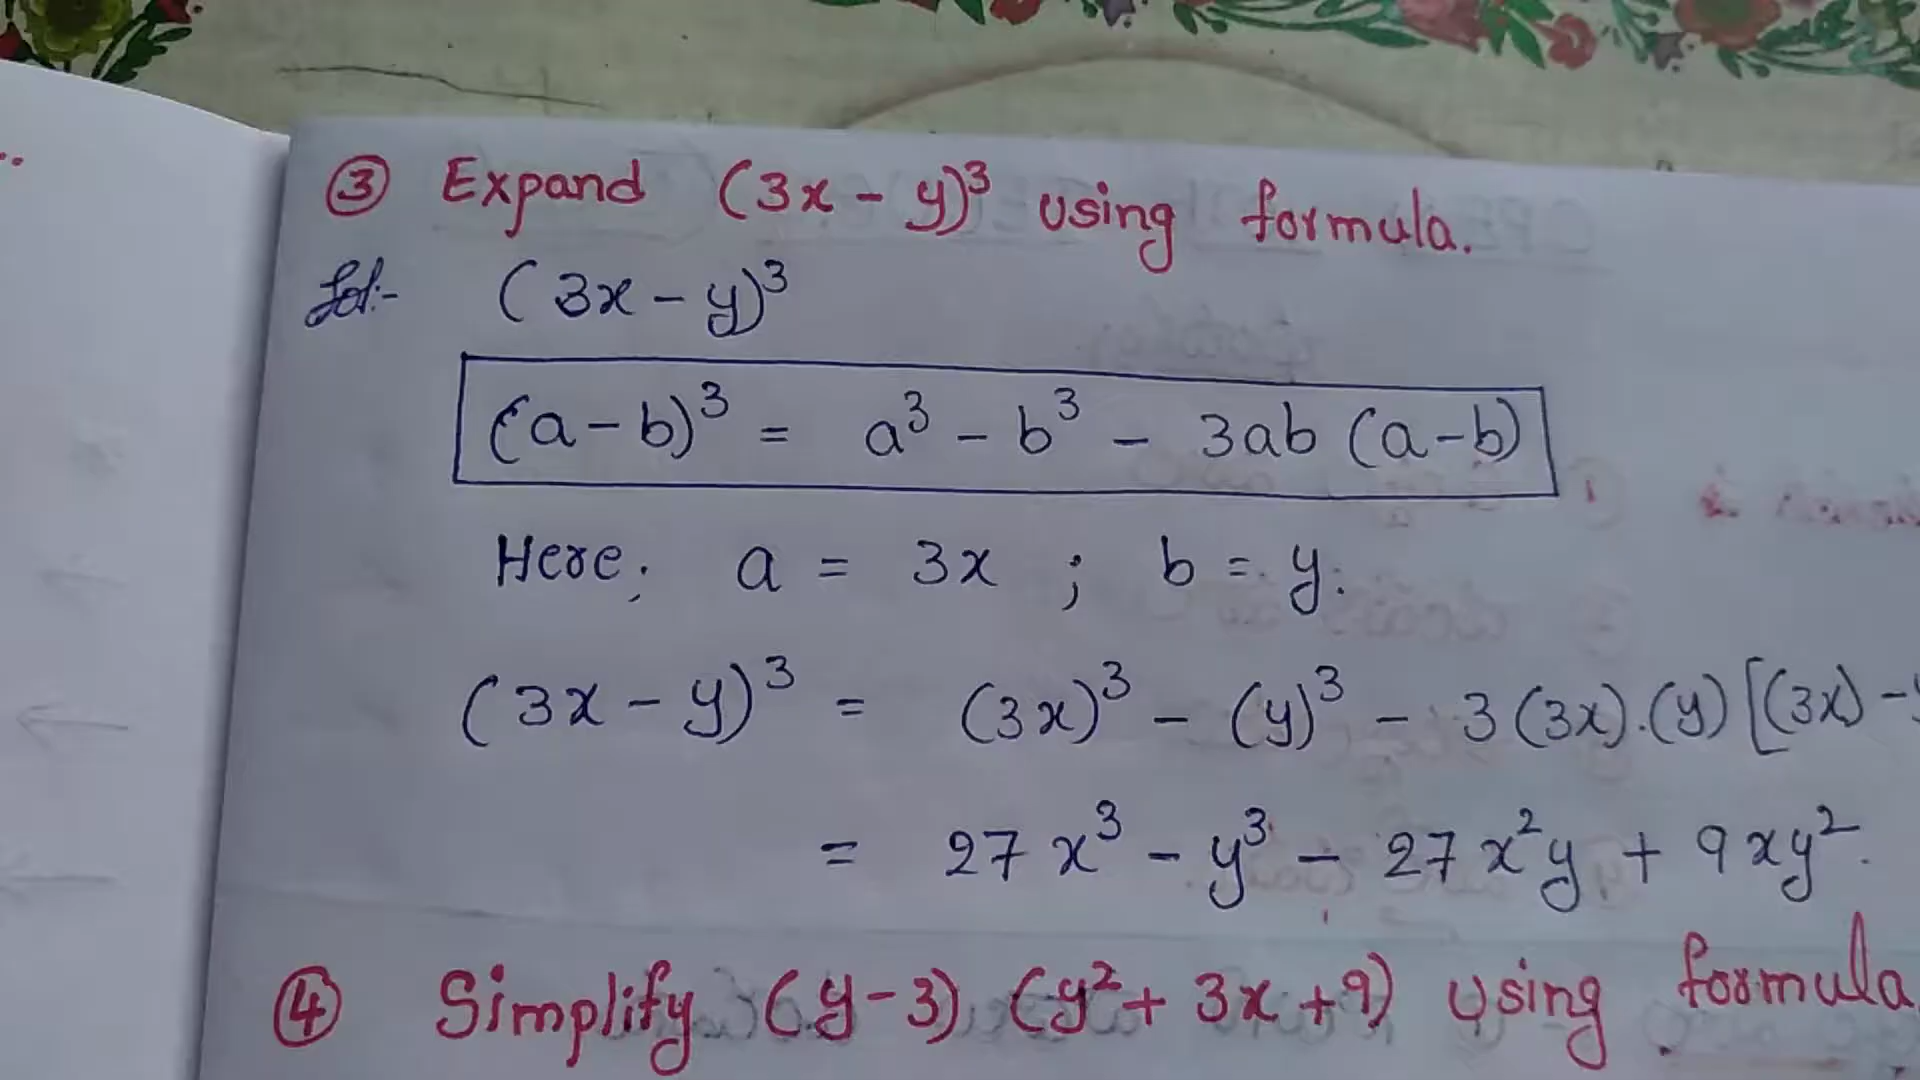 ③ Expand (3x - y)³ using formula.
Sol:- (3x - y)³
(a - b)³ = a³ - b³ - 3ab (a - b)
Here; a = 3x ; b = y.
(3x - y)³ = (3x)³ - (y)³ - 3 (3x).(y) [(3x) - y
= 27x³ - y³ - 27x²y + 9xy².
④ Simplify (y - 3) (y² + 3x + 9) using formula